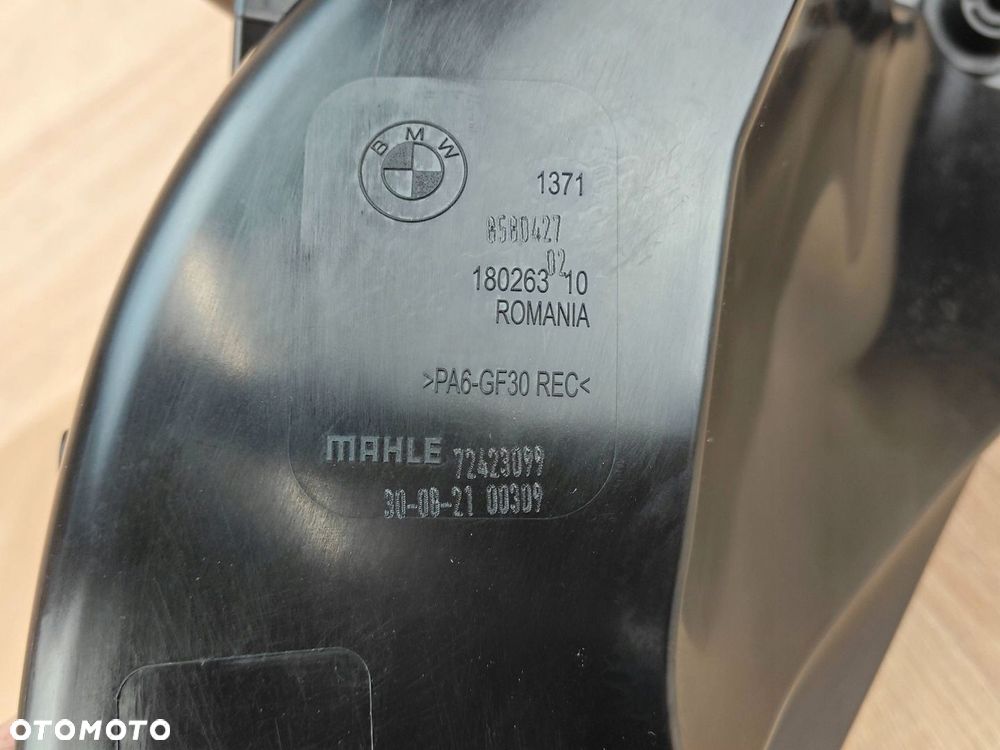 BMW
1371
8580427
02
180263 10
ROMANIA
>PA6-GF30 REC<
MAHLE 72423099
30-08-21 00309
OTOMOTO